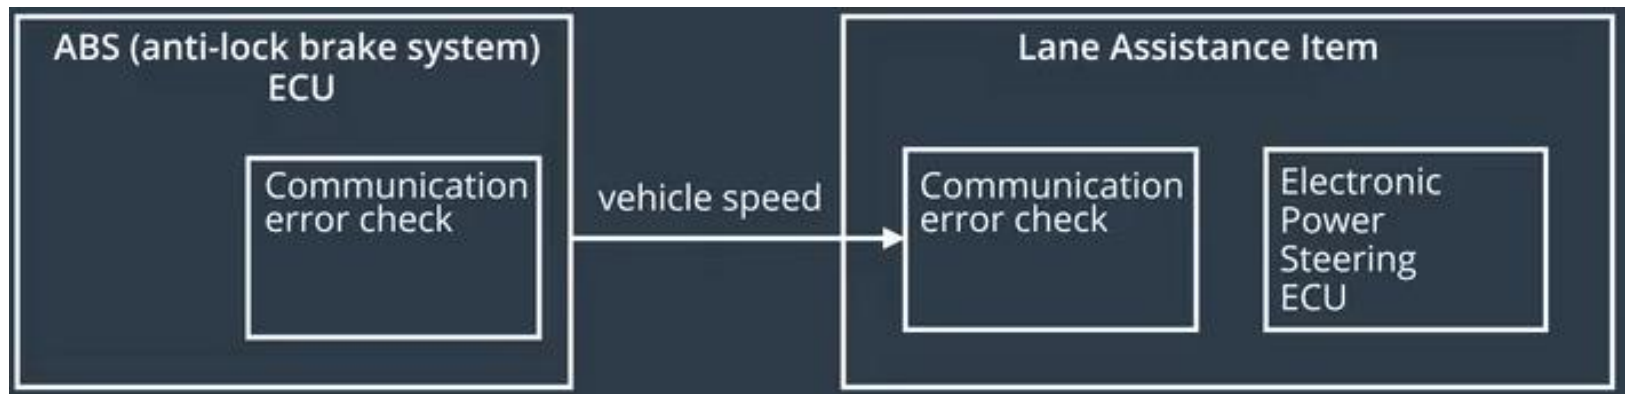 ABS (anti-lock brake system)
ECU
Communication
error check
vehicle speed
Lane Assistance Item
Communication
error check
Electronic
Power
Steering
ECU